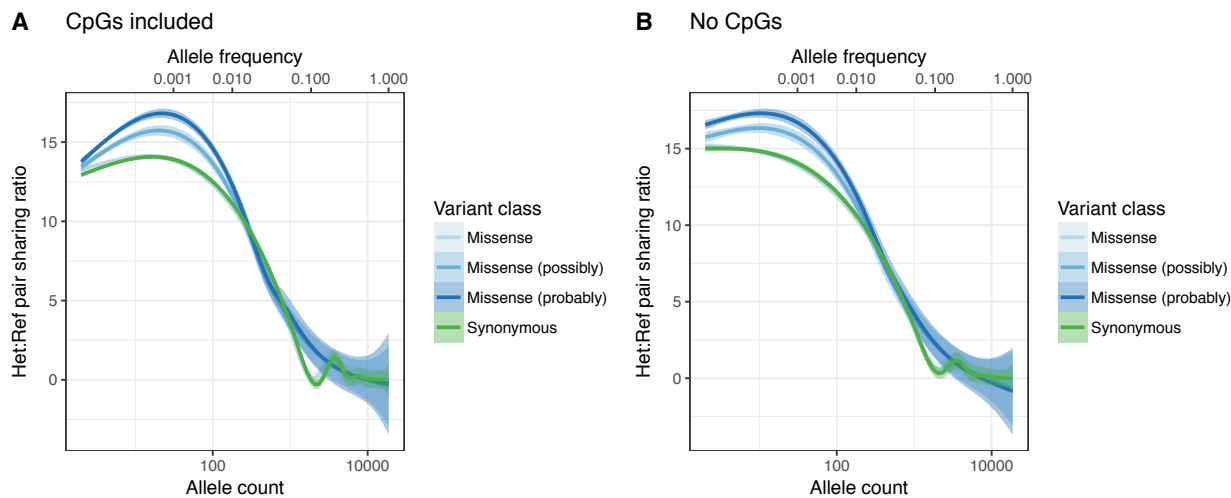 A CpGs included
Allele frequency
0.001 0.010 0.100 1.000
Het:Ref pair sharing ratio
15
10
5
0
100 10000
Allele count
Variant class
Missense
Missense (possibly)
Missense (probably)
Synonymous
B No CpGs
Allele frequency
0.001 0.010 0.100 1.000
Het:Ref pair sharing ratio
15
10
5
0
100 10000
Allele count
Variant class
Missense
Missense (possibly)
Missense (probably)
Synonymous